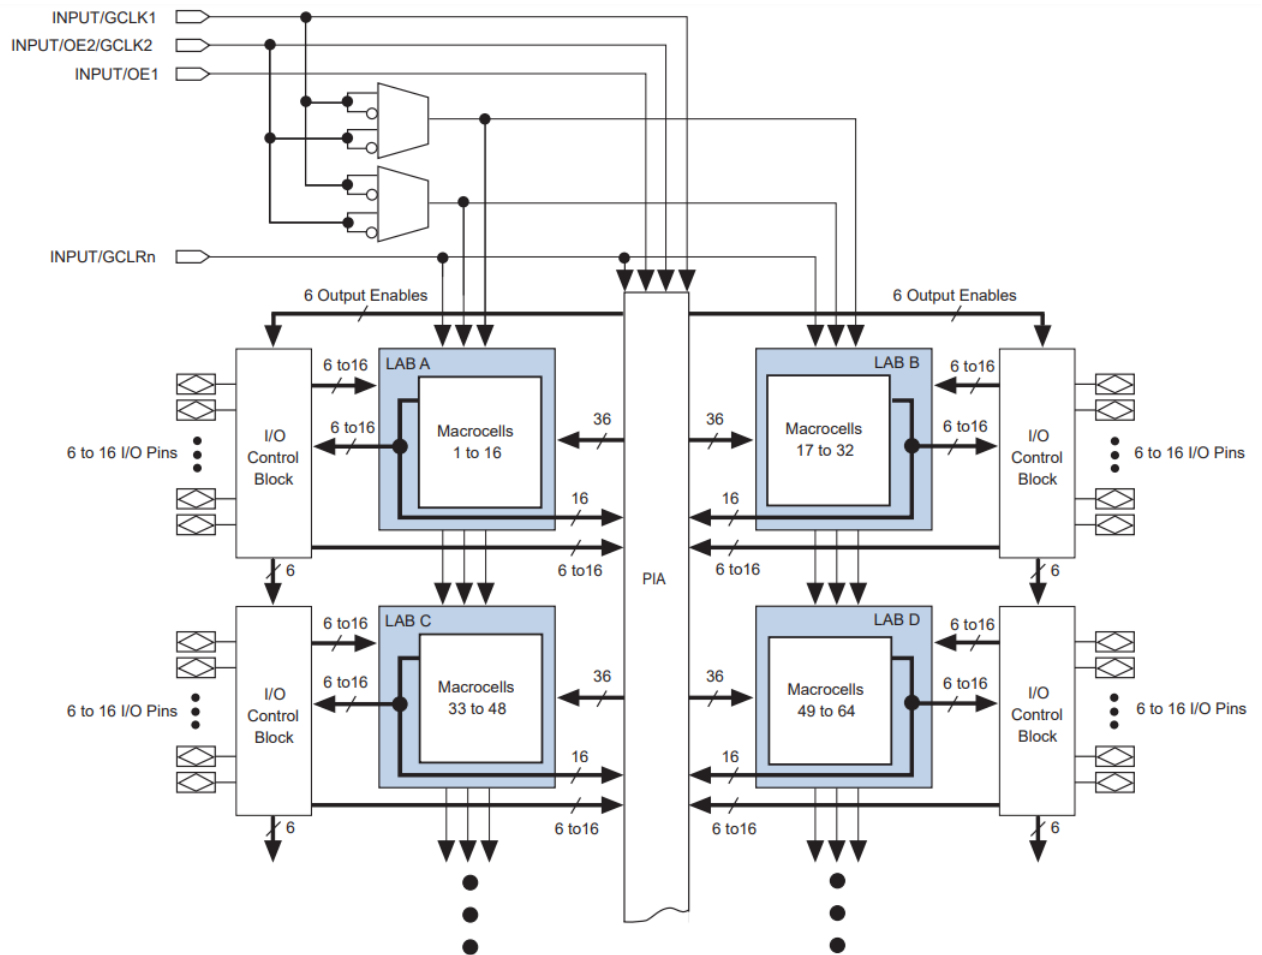 INPUT/GCLK1
INPUT/OE2/GCLK2
INPUT/OE1
INPUT/GCLRn
6 Output Enables
6 Output Enables
LAB A
6 to16
6 to16
Macrocells
1 to 16
36
16
6 to16
I/O
Control
Block
6 to 16 I/O Pins
6
PIA
LAB B
6 to16
6 to16
Macrocells
17 to 32
36
16
6 to16
I/O
Control
Block
6 to 16 I/O Pins
6
LAB C
6 to16
6 to16
Macrocells
33 to 48
36
16
6 to16
I/O
Control
Block
6 to 16 I/O Pins
6
LAB D
6 to16
6 to16
Macrocells
49 to 64
36
16
6 to16
I/O
Control
Block
6 to 16 I/O Pins
6